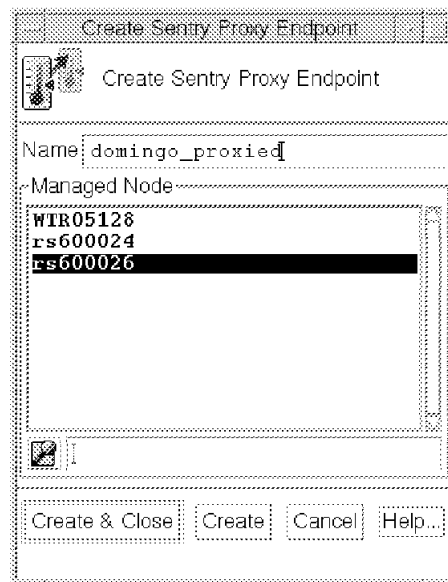 Create Sentry Proxy Endpoint
Create Sentry Proxy Endpoint
Name domingo_proxied
Managed Node
WTR05128
rs600024
rs600026
Create & Close Create Cancel Help...